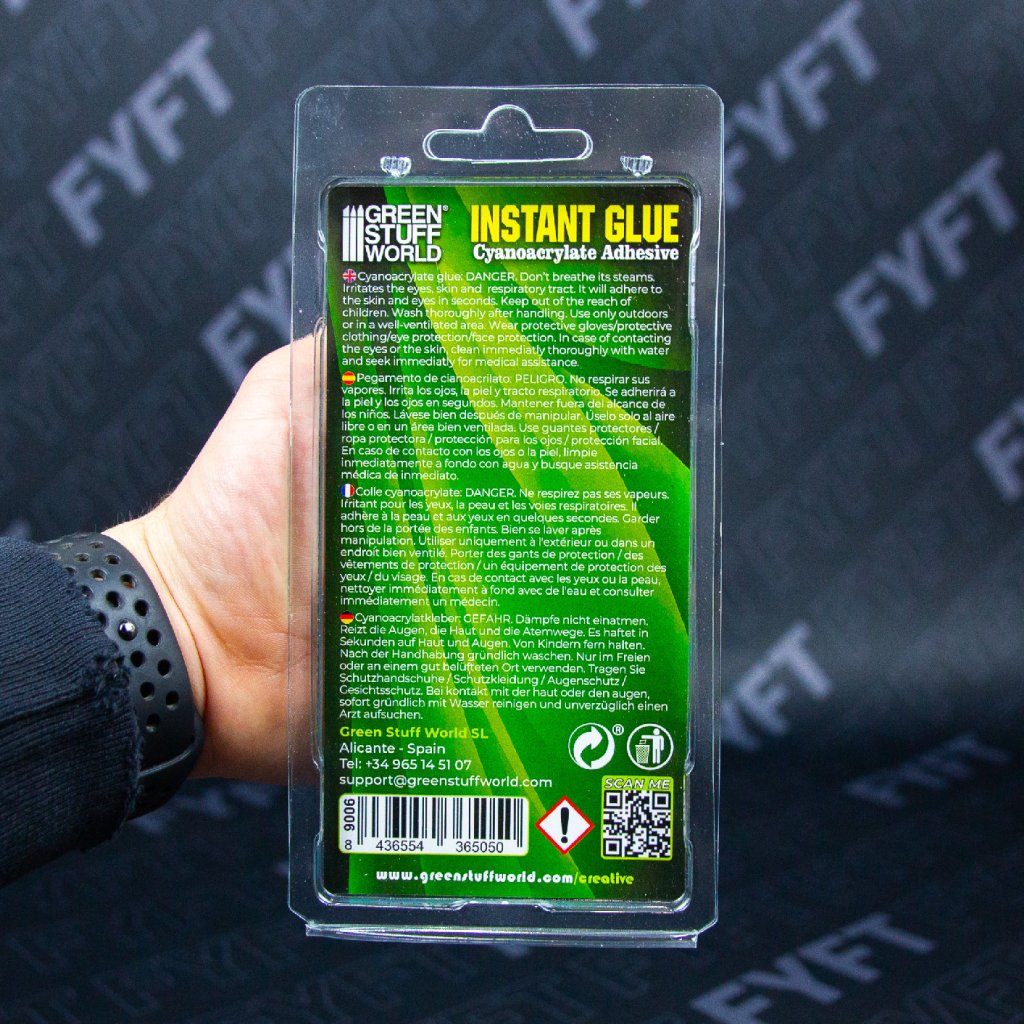 GREEN
STUFF
WORLD®
INSTANT GLUE
Cyanoacrylate Adhesive
Cyanoacrylate glue: DANGER. Don't breathe its steams.
Irritates the eyes, skin and respiratory tract. It will adhere to
the skin and eyes in seconds. Keep out of the reach of
children. Wash thoroughly after handling. Use only outdoors
or in a well-ventilated area. Wear protective gloves/protective
clothing/eye protection/face protection. In case of contacting
the eyes or the skin, clean immediatly thoroughly with water
and seek immediatly for medical assistance.
Pegamento de cianoacrilato: PELIGRO. No respirar sus
vapores. Irrita los ojos, la piel y tracto respiratorio. Se adherirá a
la piel y los ojos en segundos. Mantener fuera del alcance de
los niños. Lávese bien después de manipular. Úselo solo al aire
libre o en un área bien ventilada. Use guantes protectores /
ropa protectora / protección para los ojos / protección facial.
En caso de contacto con los ojos o la piel, limpie
inmediatamente a fondo con agua y busque asistencia
médica de inmediato.
Colle cyanoacrylate: DANGER. Ne respirez pas ses vapeurs.
Irritant pour les yeux, la peau et les voies respiratoires. Il
adhère à la peau et aux yeux en quelques secondes. Garder
hors de la portée des enfants. Bien se laver après
manipulation. Utiliser uniquement à l'extérieur ou dans un
endroit bien ventilé. Porter des gants de protection / des
vêtements de protection / un équipement de protection des
yeux / du visage. En cas de contact avec les yeux ou la peau,
nettoyer immédiatement à fond avec de l'eau et consulter
immédiatement un médecin.
Cyanoacrylatkleber: GEFAHR. Dämpfe nicht einatmen.
Reizt die Augen, die Haut und die Atemwege. Es haftet in
Sekunden auf Haut und Augen. Von Kindern fern halten.
Nach der Handhabung gründlich waschen. Nur im Freien
oder an einem gut belüfteten Ort verwenden. Tragen Sie
Schutzhandschuhe / Schutzkleidung / Augenschutz /
Gesichtsschutz. Bei kontakt mit der haut oder den augen,
sofort gründlich mit Wasser reinigen und unverzüglich einen
Arzt aufsuchen.
Green Stuff World SL
Alicante - Spain
Tel: +34 965 14 51 07
support@greenstuffworld.com
®
SCAN ME
9006
8 436554 365050
www.greenstuffworld.com/creative
FYFT
FYFT
FYFT
FYFT
FYFT
FYFT
FYFT
FYFT